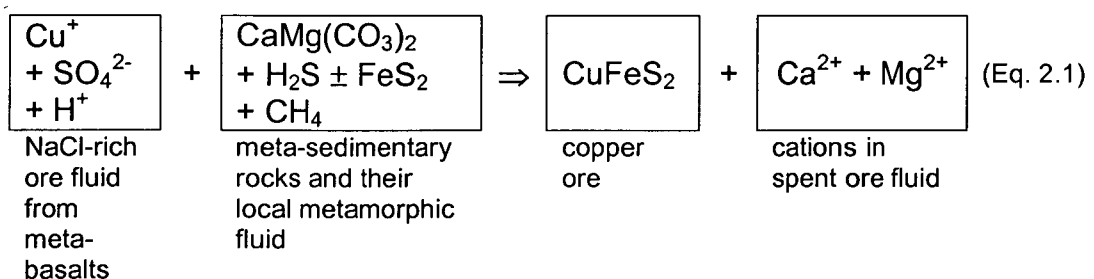 Cu⁺ + SO₄²⁻ + H⁺ + CaMg(CO₃)₂ + H₂S ± FeS₂ + CH₄ ⇒ CuFeS₂ + Ca²⁺ + Mg²⁺ (Eq. 2.1)
NaCl-rich
ore fluid
from
meta-
basalts
meta-sedimentary
rocks and their
local metamorphic
fluid
copper
ore
cations in
spent ore fluid